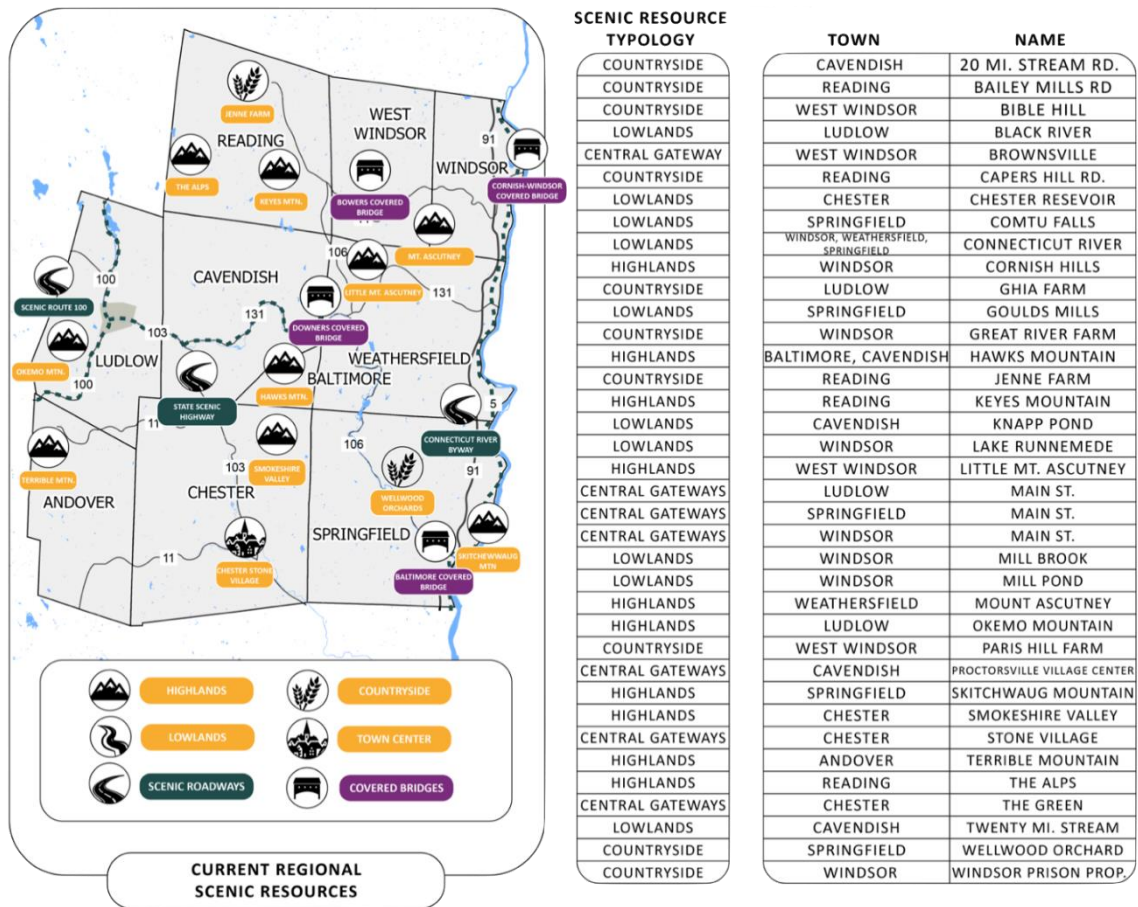 JENNE FARM
READING
WEST
WINDSOR
91
WINDSOR
THE ALPS
KEYES MTN.
BOWERS COVERED
BRIDGE
CORNISH-WINDSOR
COVERED BRIDGE
MT. ASCUTNEY
106
CAVENDISH
LITTLE MT. ASCUTNEY
131
100
SCENIC ROUTE 100
131
DOWNERS COVERED
BRIDGE
103
WEATHERSFIELD
LUDLOW
OKEMO MTN.
100
BALTIMORE
HAWKS MTN.
STATE SCENIC
HIGHWAY
5
11
CONNECTICUT RIVER
BYWAY
106
TERRIBLE MTN.
103
SMOKESHIRE
VALLEY
91
ANDOVER
CHESTER
WELLWOOD
ORCHARDS
SPRINGFIELD
11
CHESTER STONE
VILLAGE
SKITCHEWWAUG
MTN
BALTIMORE COVERED
BRIDGE
HIGHLANDS
COUNTRYSIDE
LOWLANDS
TOWN CENTER
SCENIC ROADWAYS
COVERED BRIDGES
CURRENT REGIONAL
SCENIC RESOURCES
SCENIC RESOURCE
TYPOLOGY TOWN NAME
COUNTRYSIDE CAVENDISH 20 MI. STREAM RD.
COUNTRYSIDE READING BAILEY MILLS RD
COUNTRYSIDE WEST WINDSOR BIBLE HILL
LOWLANDS LUDLOW BLACK RIVER
CENTRAL GATEWAY WEST WINDSOR BROWNSVILLE
COUNTRYSIDE READING CAPERS HILL RD.
LOWLANDS CHESTER CHESTER RESEVOIR
LOWLANDS SPRINGFIELD COMTU FALLS
LOWLANDS WINDSOR, WEATHERSFIELD, SPRINGFIELD CONNECTICUT RIVER
HIGHLANDS WINDSOR CORNISH HILLS
COUNTRYSIDE LUDLOW GHIA FARM
LOWLANDS SPRINGFIELD GOULDS MILLS
COUNTRYSIDE WINDSOR GREAT RIVER FARM
HIGHLANDS BALTIMORE, CAVENDISH HAWKS MOUNTAIN
COUNTRYSIDE READING JENNE FARM
HIGHLANDS READING KEYES MOUNTAIN
LOWLANDS CAVENDISH KNAPP POND
LOWLANDS WINDSOR LAKE RUNNEMEDE
HIGHLANDS WEST WINDSOR LITTLE MT. ASCUTNEY
CENTRAL GATEWAYS LUDLOW MAIN ST.
CENTRAL GATEWAYS SPRINGFIELD MAIN ST.
CENTRAL GATEWAYS WINDSOR MAIN ST.
LOWLANDS WINDSOR MILL BROOK
LOWLANDS WINDSOR MILL POND
HIGHLANDS WEATHERSFIELD MOUNT ASCUTNEY
HIGHLANDS LUDLOW OKEMO MOUNTAIN
COUNTRYSIDE WEST WINDSOR PARIS HILL FARM
CENTRAL GATEWAYS CAVENDISH PROCTORSVILLE VILLAGE CENTER
HIGHLANDS SPRINGFIELD SKITCHWAUG MOUNTAIN
HIGHLANDS CHESTER SMOKESHIRE VALLEY
CENTRAL GATEWAYS CHESTER STONE VILLAGE
HIGHLANDS ANDOVER TERRIBLE MOUNTAIN
HIGHLANDS READING THE ALPS
CENTRAL GATEWAYS CHESTER THE GREEN
LOWLANDS CAVENDISH TWENTY MI. STREAM
COUNTRYSIDE SPRINGFIELD WELLWOOD ORCHARD
COUNTRYSIDE WINDSOR WINDSOR PRISON PROP.